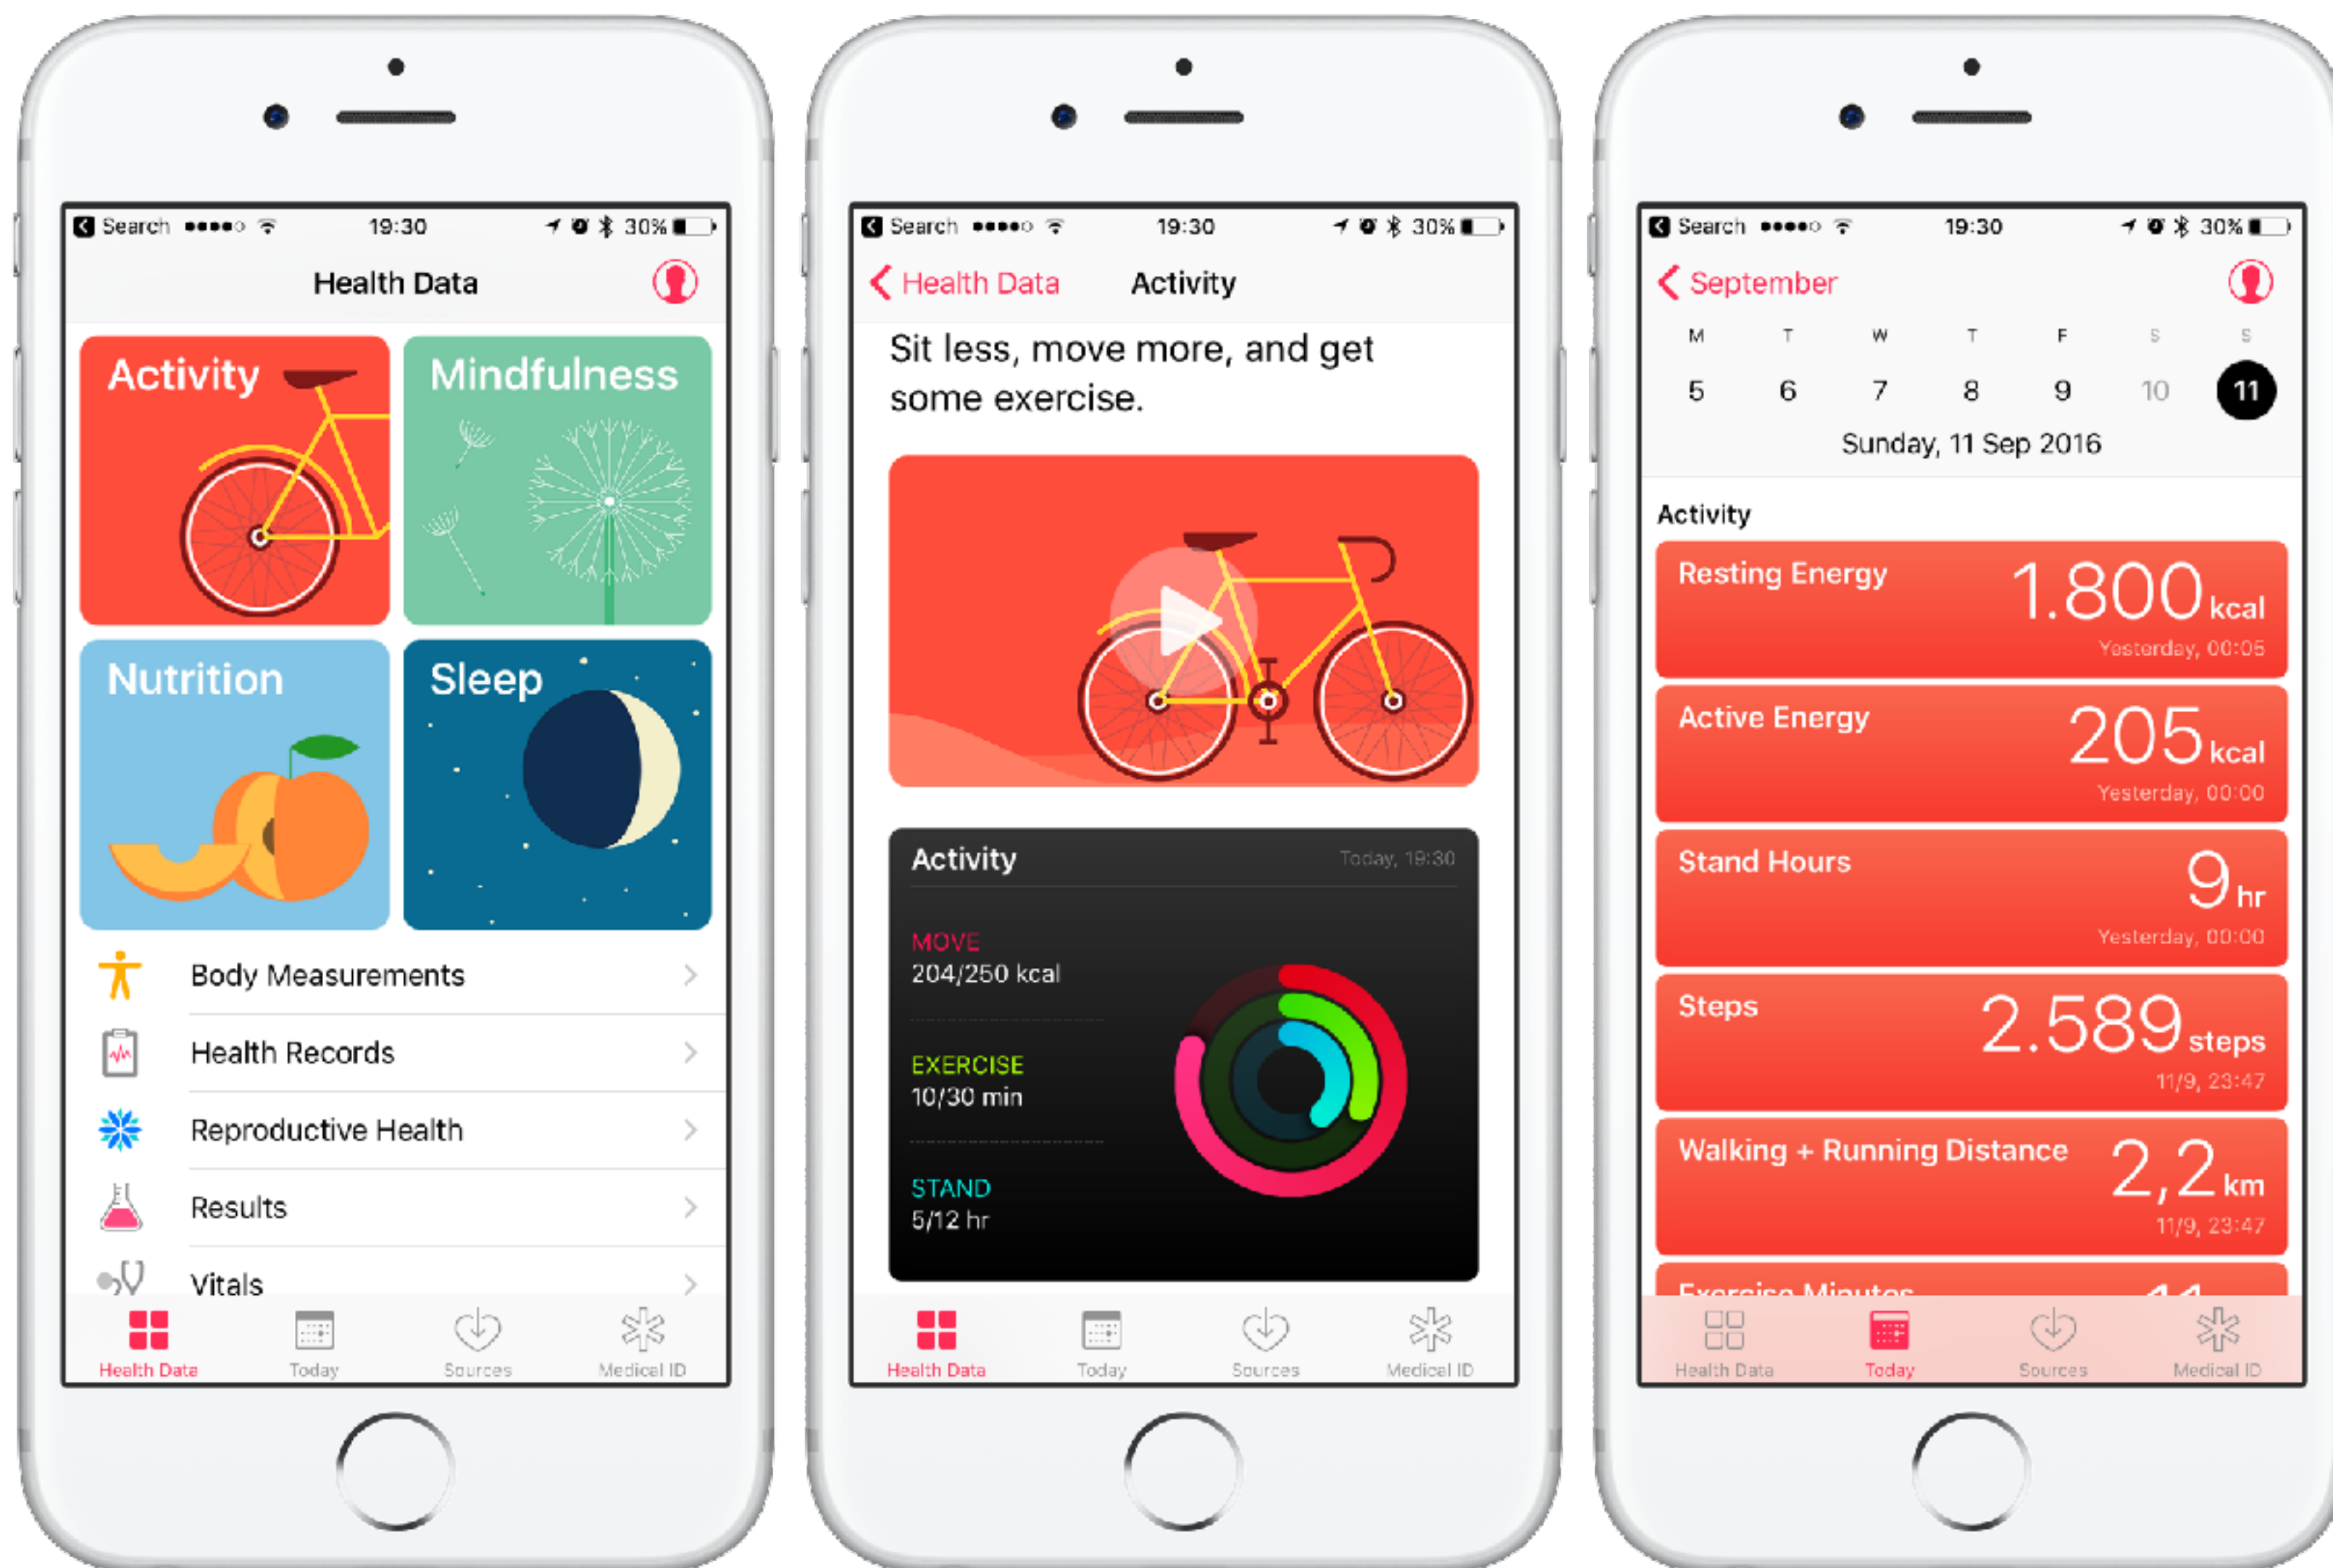 Search 19:30 30%
Health Data
Activity Mindfulness
Nutrition Sleep
Body Measurements
Health Records
Reproductive Health
Results
Vitals
Health Data Today Sources Medical ID
Search 19:30 30%
Health Data Activity
Sit less, move more, and get
some exercise.
Activity Today, 19:30
MOVE
204/250 kcal
EXERCISE
10/30 min
STAND
5/12 hr
Health Data Today Sources Medical ID
Search 19:30 30%
September
M T W T F S S
5 6 7 8 9 10 11
Sunday, 11 Sep 2016
Activity
Resting Energy 1.800 kcal
Yesterday, 00:05
Active Energy 205 kcal
Yesterday, 00:00
Stand Hours 9 hr
Yesterday, 00:00
Steps 2.589 steps
11/9, 23:47
Walking + Running Distance 2,2 km
11/9, 23:47
Exercise Minutes
Health Data Today Sources Medical ID